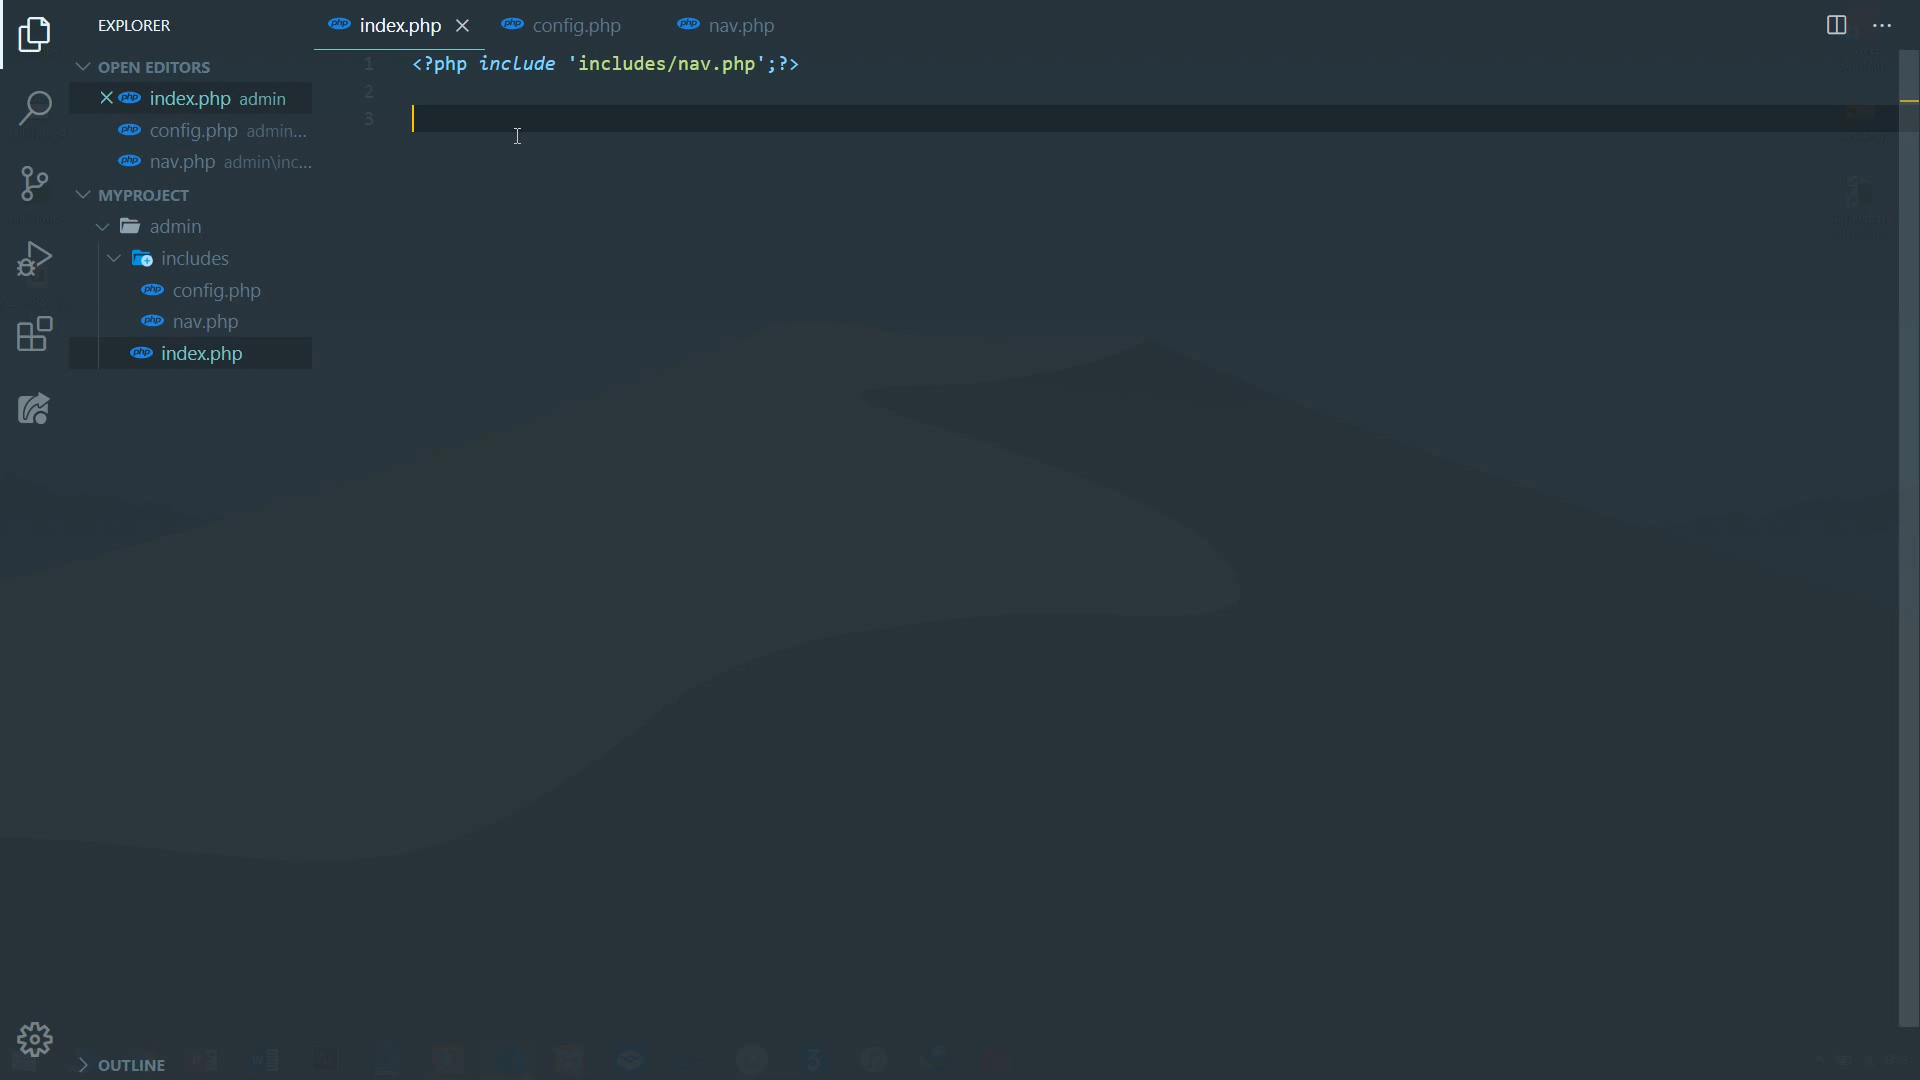 EXPLORER
index.php
config.php
nav.php
OPEN EDITORS
index.php admin
config.php admin...
nav.php admin\inc...
MYPROJECT
admin
includes
config.php
nav.php
index.php
OUTLINE
1 <?php include 'includes/nav.php';?>
2
3